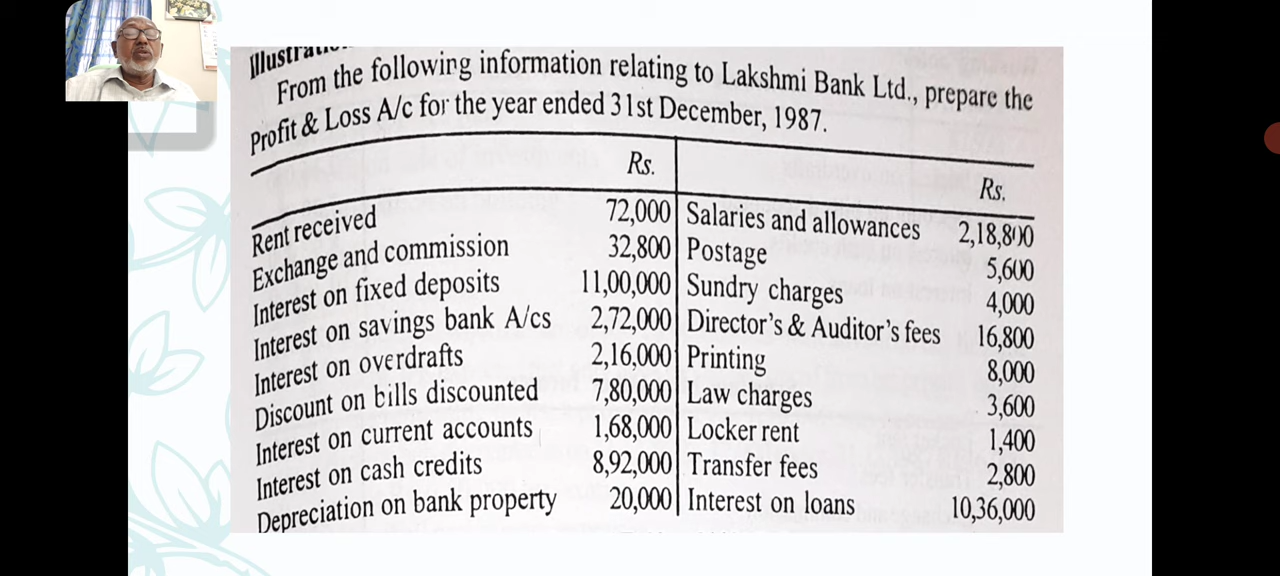 Illustration
From the following information relating to Lakshmi Bank Ltd., prepare the
Profit & Loss A/c for the year ended 31st December, 1987.
Rs. Rs.
Rent received 72,000 Salaries and allowances 2,18,800
Exchange and commission 32,800 Postage 5,600
Interest on fixed deposits 11,00,000 Sundry charges 4,000
Interest on savings bank A/cs 2,72,000 Director's & Auditor's fees 16,800
Interest on overdrafts 2,16,000 Printing 8,000
Discount on bills discounted 7,80,000 Law charges 3,600
Interest on current accounts 1,68,000 Locker rent 1,400
Interest on cash credits 8,92,000 Transfer fees 2,800
Depreciation on bank property 20,000 Interest on loans 10,36,000